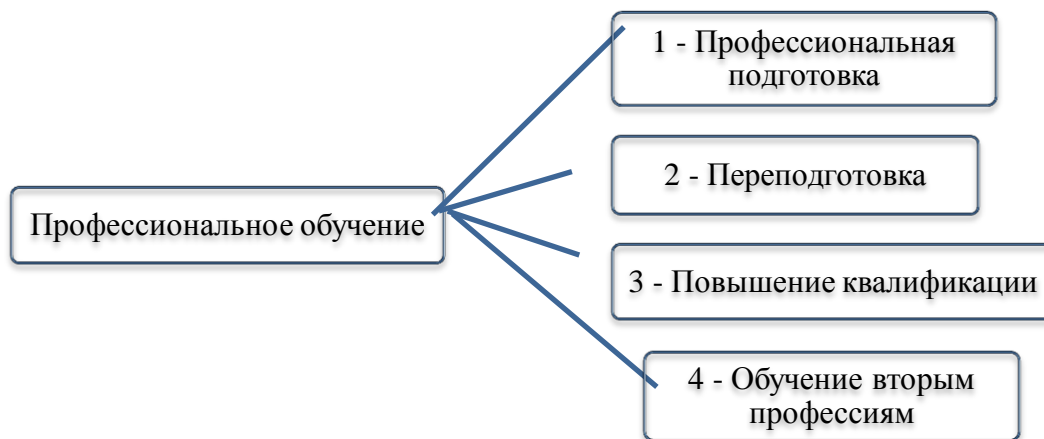 1 - Профессиональная
подготовка
2 - Переподготовка
Профессиональное обучение
3 - Повышение квалификации
4 - Обучение вторым
профессиям